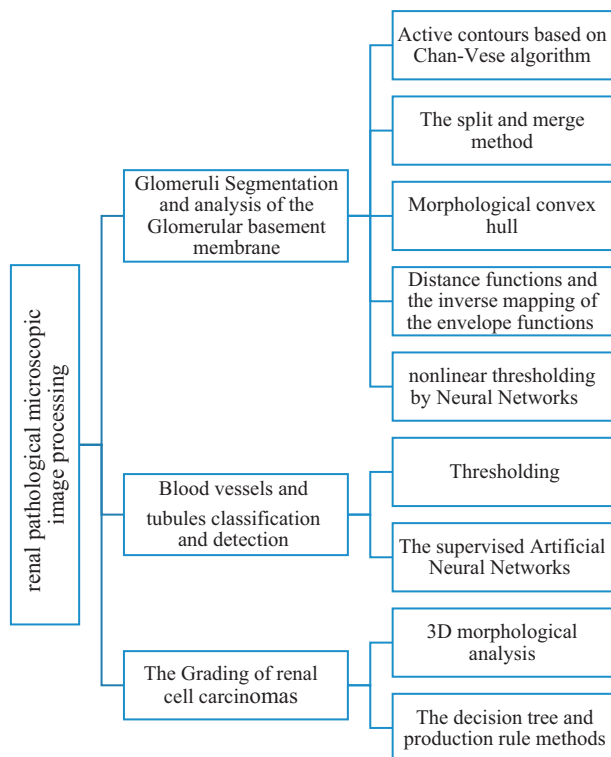 renal pathological microscopic
image processing
Glomeruli Segmentation
and analysis of the
Glomerular basement
membrane
Active contours based on
Chan-Vese algorithm
The split and merge
method
Morphological convex
hull
Distance functions and
the inverse mapping of
the envelope functions
nonlinear thresholding
by Neural Networks
Blood vessels and
tubules classification
and detection
Thresholding
The supervised Artificial
Neural Networks
The Grading of renal
cell carcinomas
3D morphological
analysis
The decision tree and
production rule methods